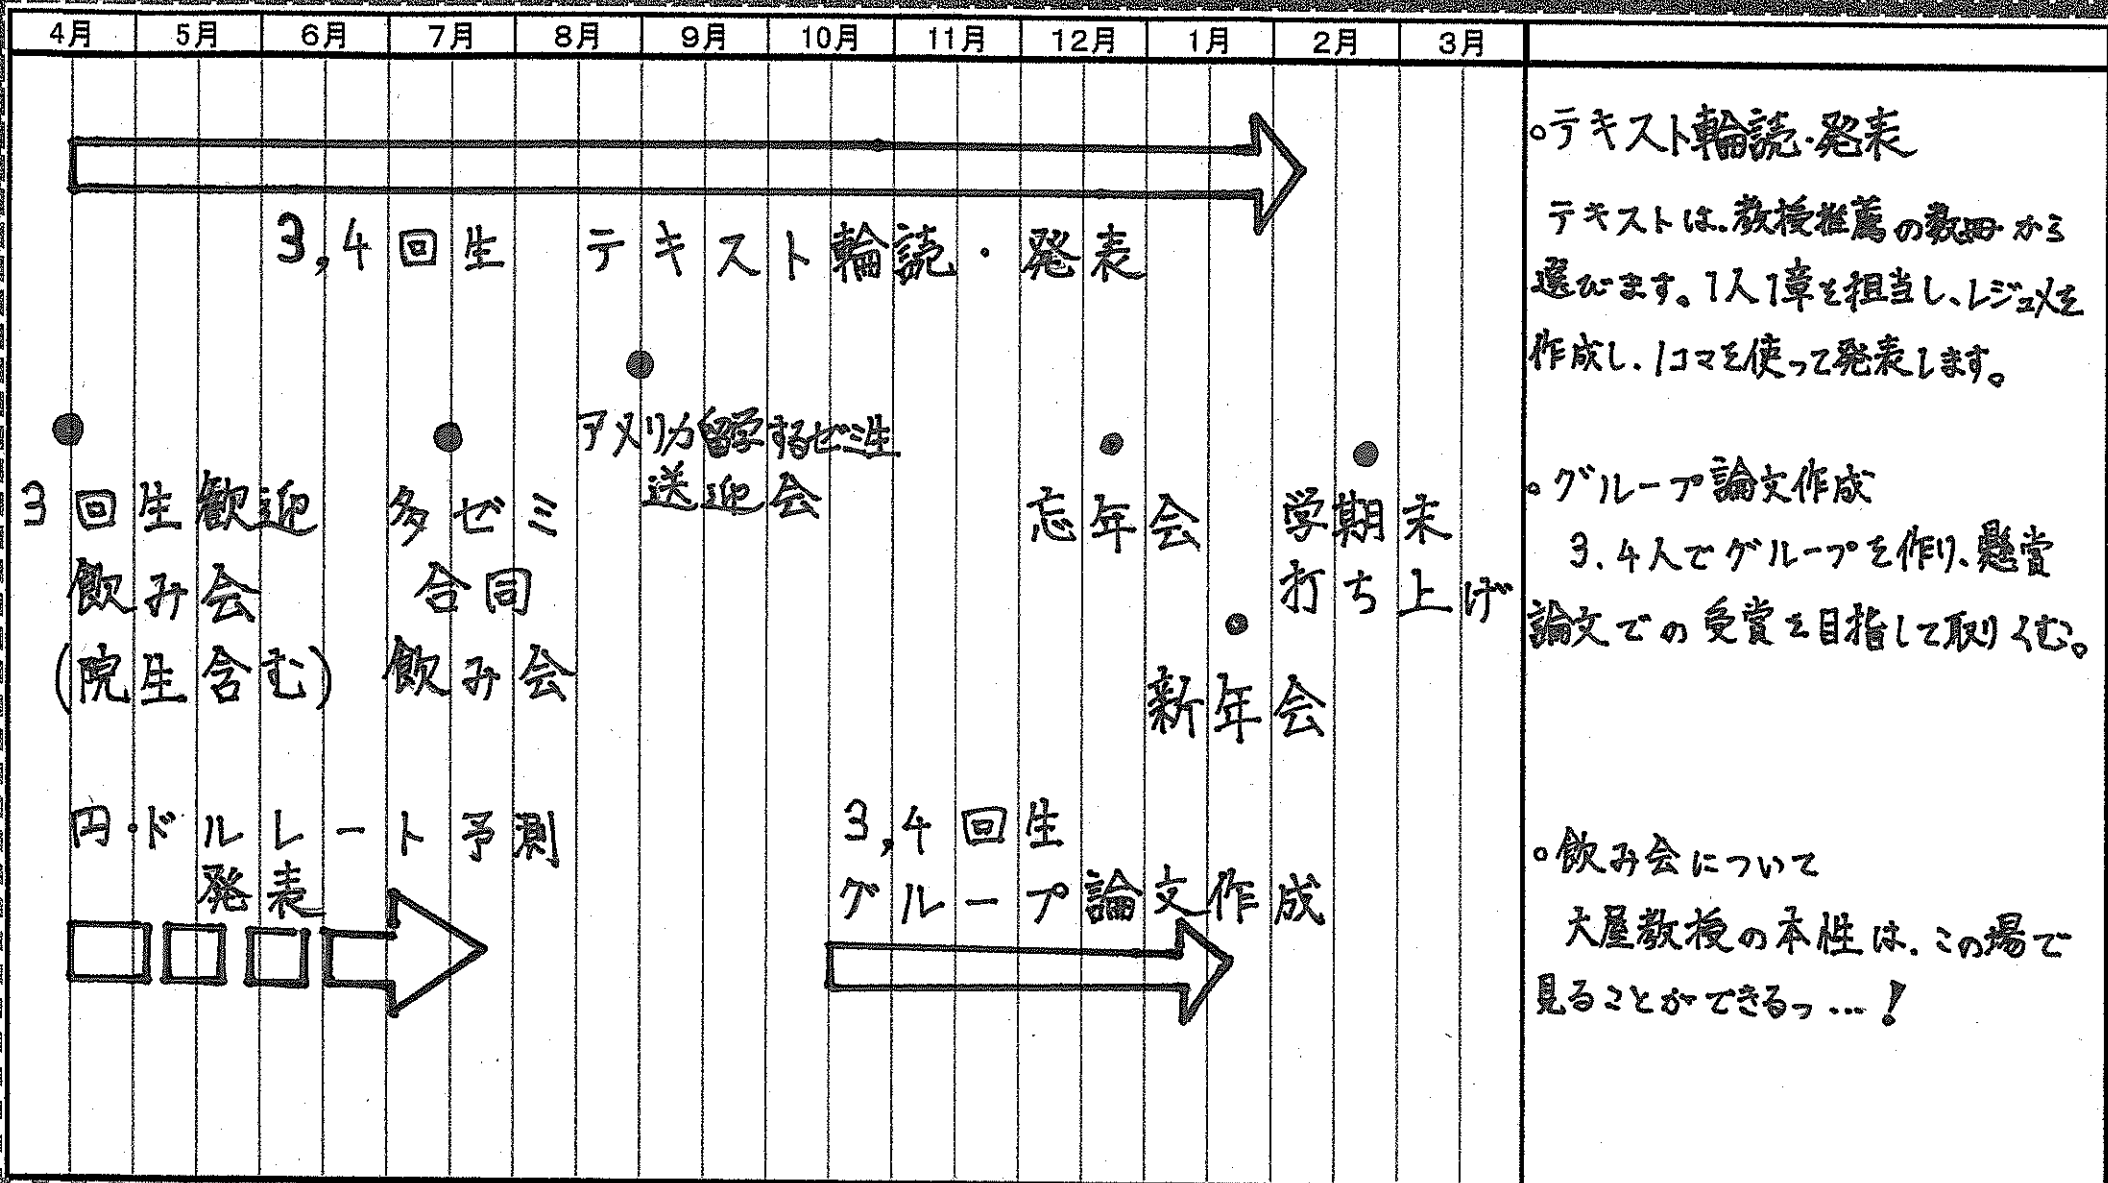 4月 5月 6月 7月 8月 9月 10月 11月 12月 1月 2月 3月
3,4回生 テキスト輪読・発表
アメリカ留学するゼミ生
送迎会
3回生歓迎
飲み会
(院生含む)
多ゼミ
合同
飲み会
忘年会
学期末
打ち上げ
新年会
円・ドルレート予測
発表
3,4回生
グループ論文作成
○テキスト輪読・発表
テキストは、教授推薦の数冊から
選びます。1人1章を担当し、レジュメを
作成し、1コマを使って発表します。
○グループ論文作成
3.4人でグループを作り、懸賞
論文での受賞を目指して取りくむ。
○飲み会について
大屋教授の本性は、この場で
見ることができるっ…!